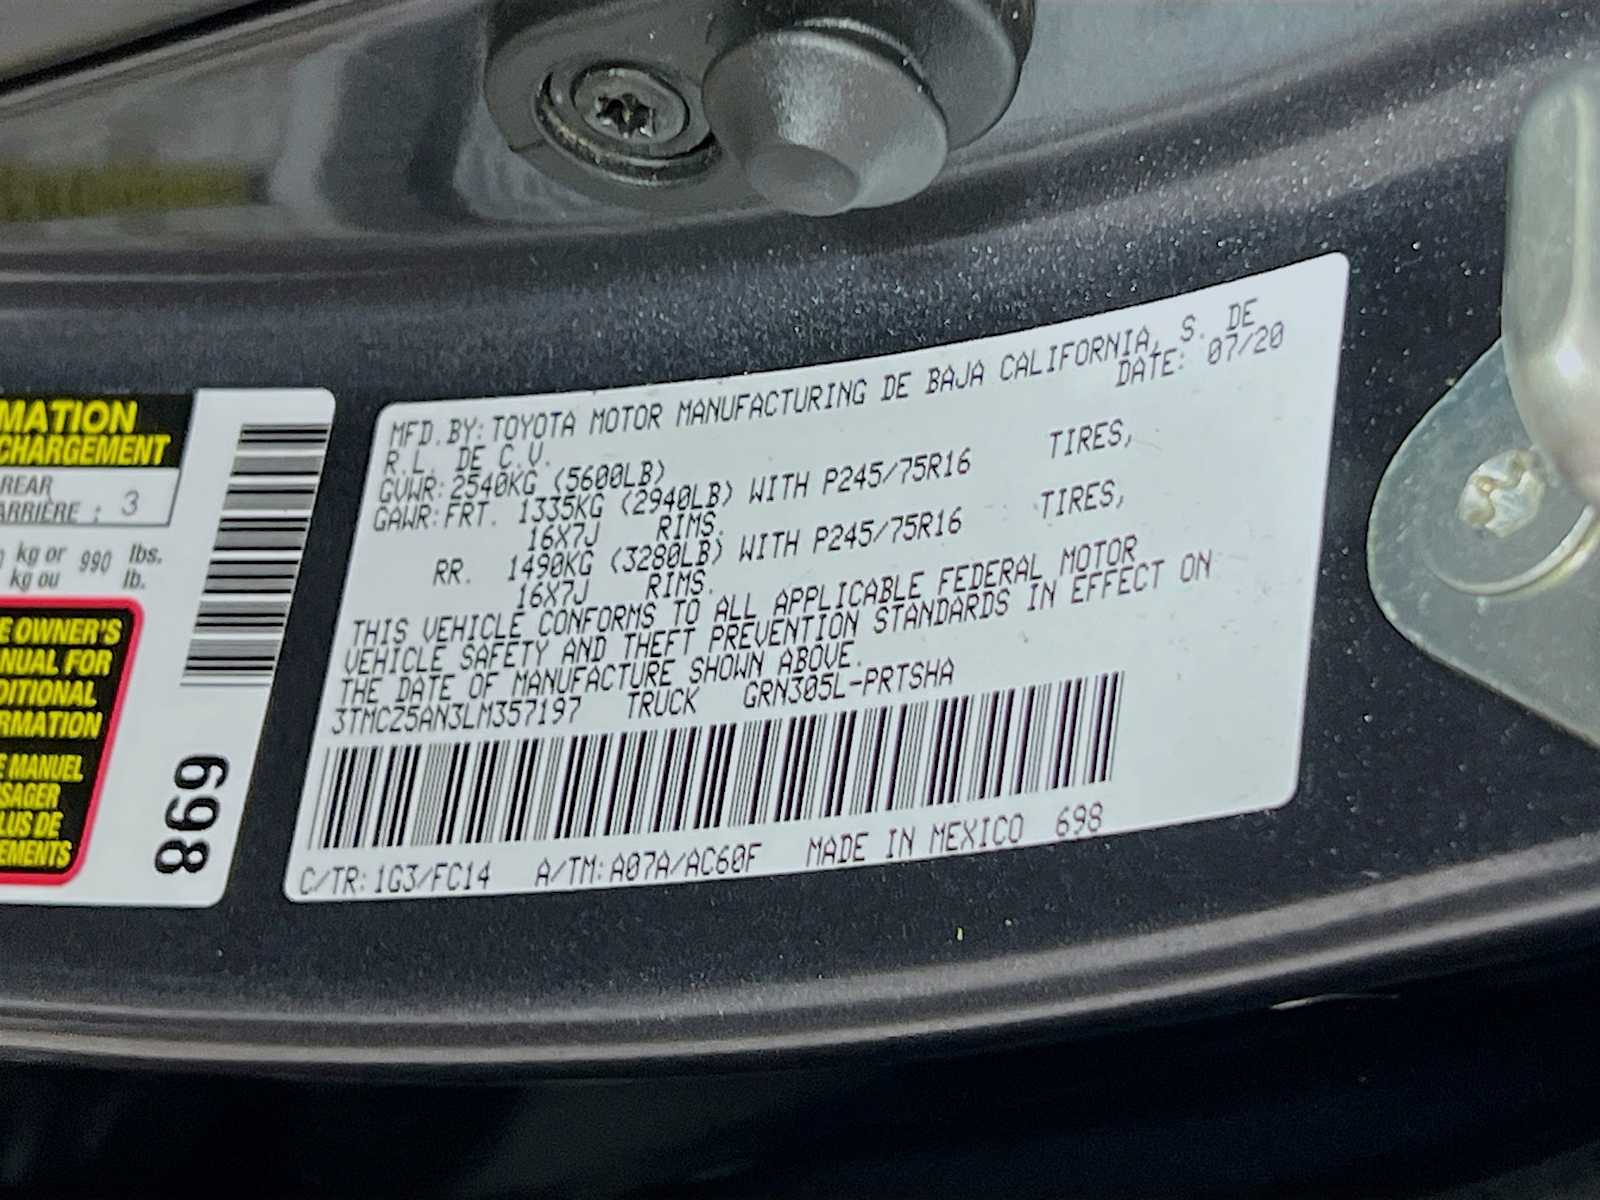 MATION
CHARGEMENT
REAR
ARRIÈRE : 3
kg or 990 lbs.
kg ou lb.
E OWNER'S
NUAL FOR
DITIONAL
RMATION
E MANUEL
SAGER
LUS DE
EMENTS
698
MFD.BY:TOYOTA MOTOR MANUFACTURING DE BAJA CALIFORNIA, S. DE
R.L. DE C.V. DATE: 07/20
GVWR:2540KG (5600LB)
GAWR:FRT. 1335KG (2940LB) WITH P245/75R16 TIRES,
16X7J RIMS.
RR. 1490KG (3280LB) WITH P245/75R16 TIRES,
16X7J RIMS.
THIS VEHICLE CONFORMS TO ALL APPLICABLE FEDERAL MOTOR
VEHICLE SAFETY AND THEFT PREVENTION STANDARDS IN EFFECT ON
THE DATE OF MANUFACTURE SHOWN ABOVE.
3TMCZ5AN3LM357197 TRUCK GRN305L-PRTSHA
C/TR:1G3/FC14 A/TM:A07A/AC60F MADE IN MEXICO 698